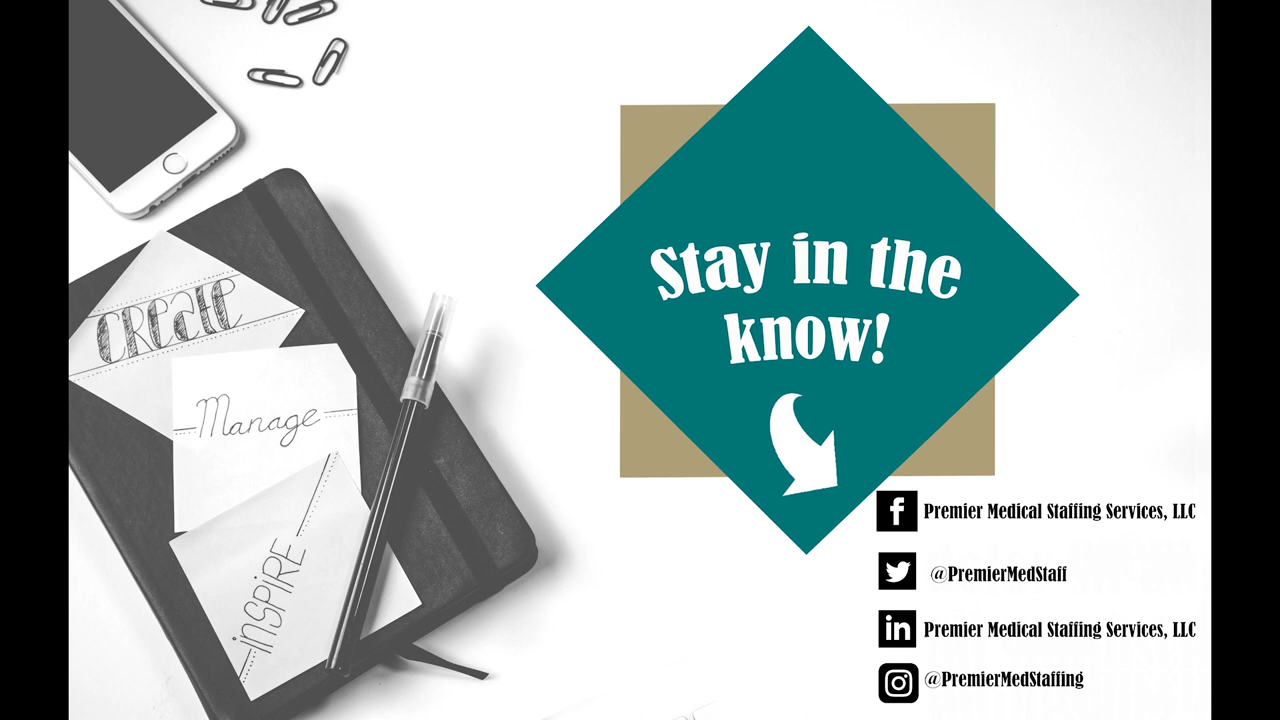 CREATE
Manage
INSPIRE
Stay in the
know!
Premier Medical Staffing Services, LLC
@PremierMedStaff
Premier Medical Staffing Services, LLC
@PremierMedStaffing